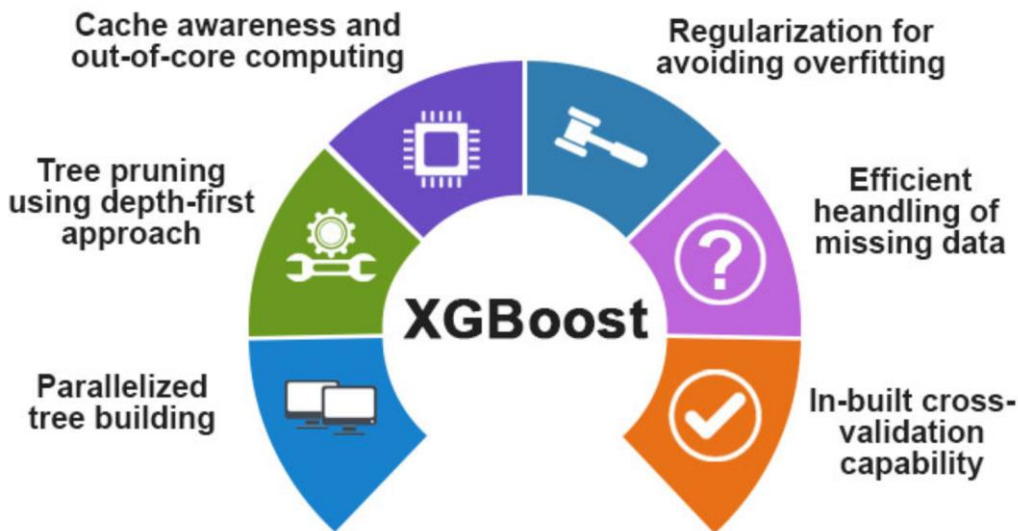 Cache awareness and
out-of-core computing
Regularization for
avoiding overfitting
Tree pruning
using depth-first
approach
Efficient
heandling of
missing data
XGBoost
Parallelized
tree building
In-built cross-
validation
capability
?